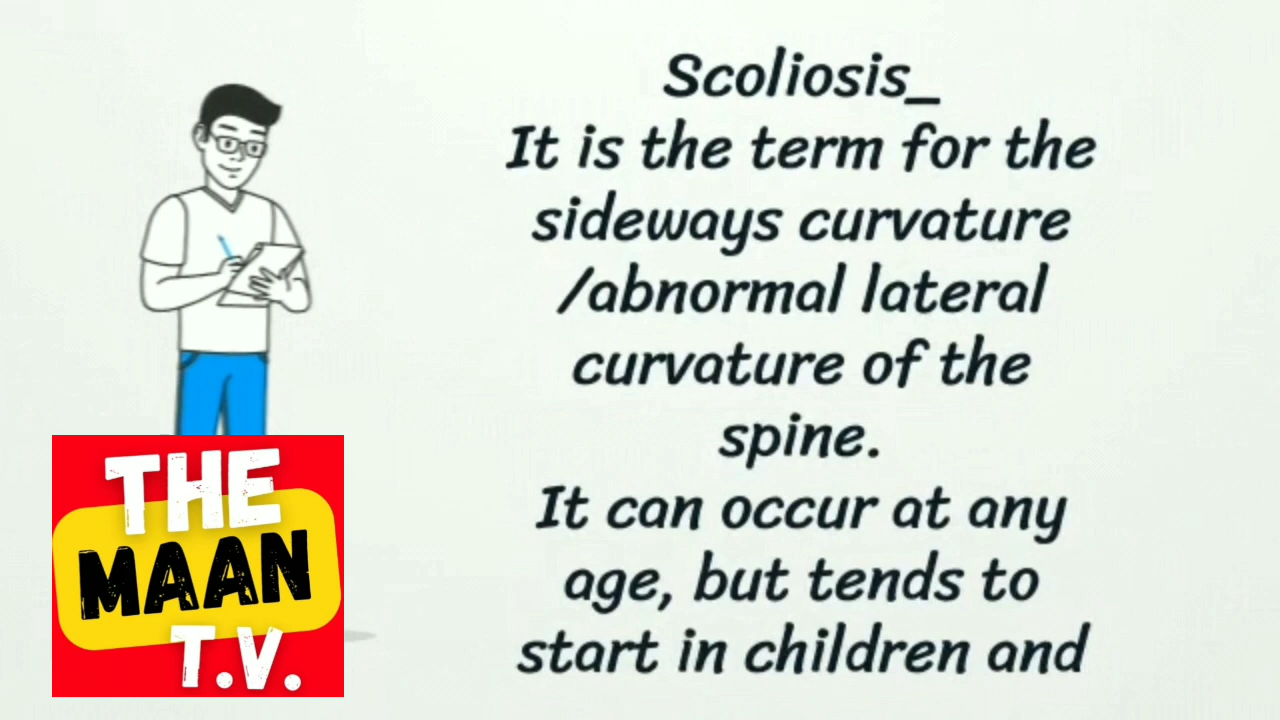 Scoliosis_
It is the term for the
sideways curvature
/abnormal lateral
curvature of the
spine.
It can occur at any
age, but tends to
start in children and
THE
MAAN
T.V.